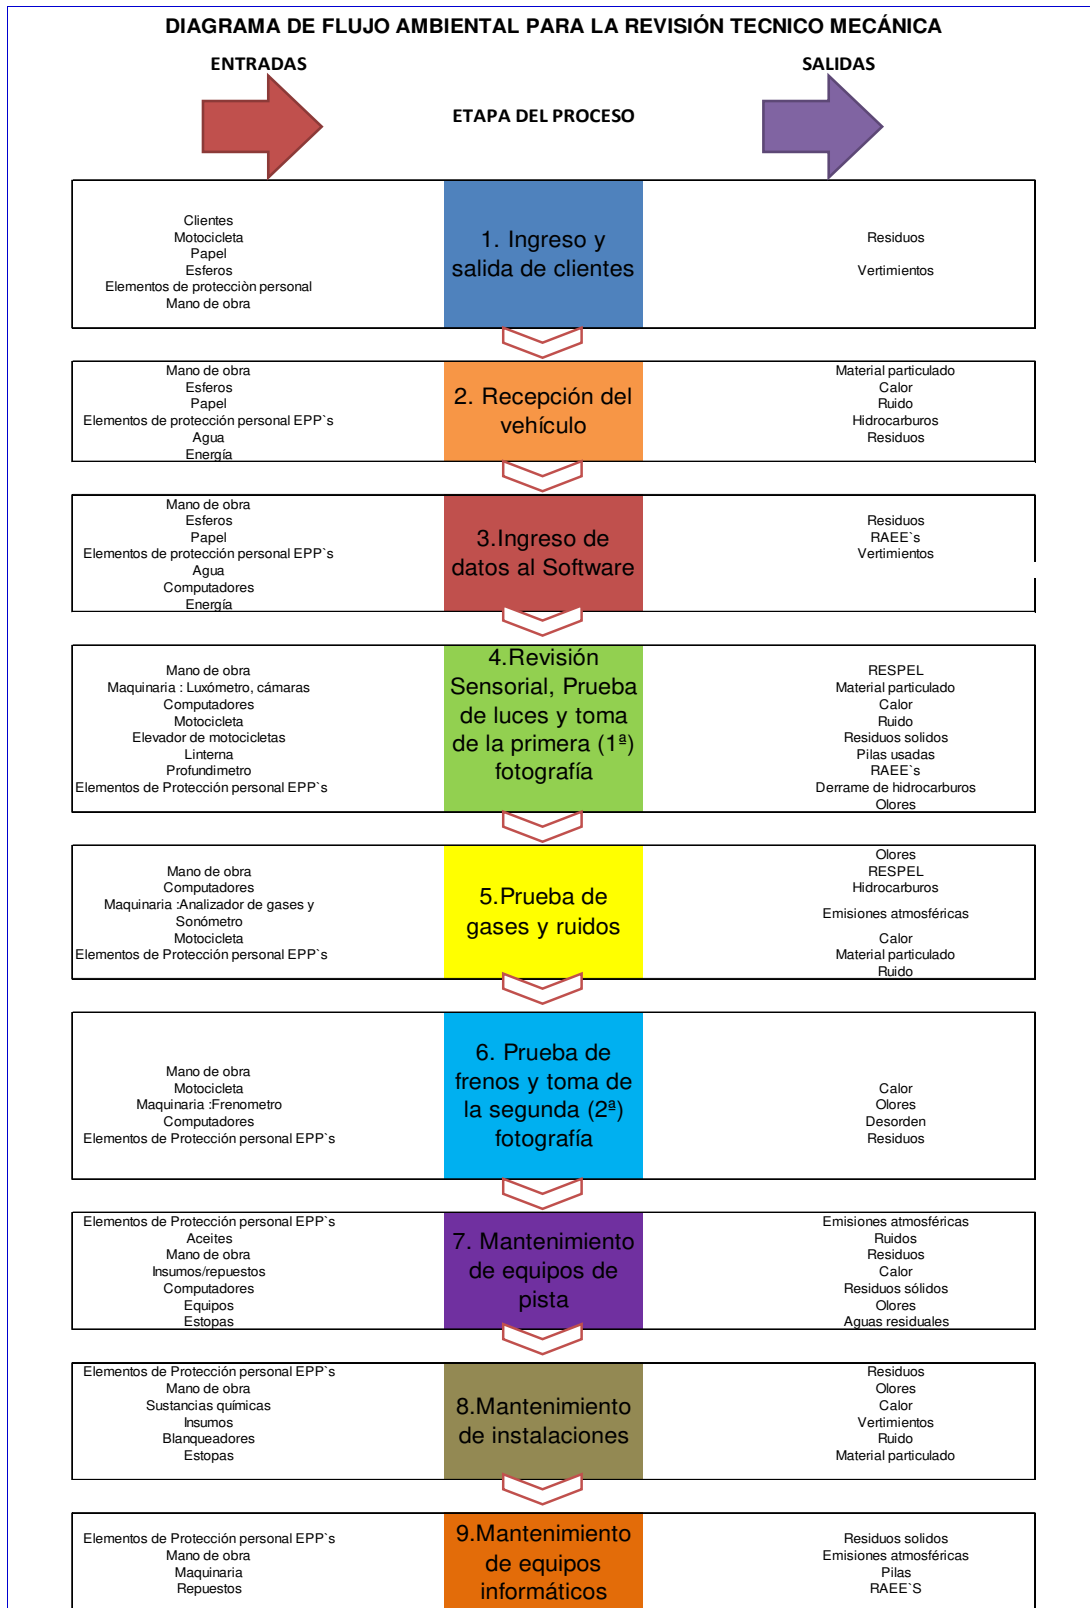 DIAGRAMA DE FLUJO AMBIENTAL PARA LA REVISIÓN TECNICO MECÁNICA
ENTRADAS
SALIDAS
ETAPA DEL PROCESO
Clientes
Motocicleta
Papel
Esferos
Elementos de protecciòn personal
Mano de obra
1. Ingreso y
salida de clientes
Residuos
Vertimientos
Mano de obra
Esferos
Papel
Elementos de protección personal EPP`s
Agua
Energía
2. Recepción del
vehículo
Material particulado
Calor
Ruido
Hidrocarburos
Residuos
Mano de obra
Esferos
Papel
Elementos de protección personal EPP`s
Agua
Computadores
Energía
3.Ingreso de
datos al Software
Residuos
RAEE`s
Vertimientos
Mano de obra
Maquinaria : Luxómetro, cámaras
Computadores
Motocicleta
Elevador de motocicletas
Linterna
Profundimetro
Elementos de Protección personal EPP`s
4.Revisión
Sensorial, Prueba
de luces y toma
de la primera (1ª)
fotografía
RESPEL
Material particulado
Calor
Ruido
Residuos solidos
Pilas usadas
RAEE`s
Derrame de hidrocarburos
Olores
Mano de obra
Computadores
Maquinaria :Analizador de gases y
Sonómetro
Motocicleta
Elementos de Protección personal EPP`s
5.Prueba de
gases y ruidos
Olores
RESPEL
Hidrocarburos
Emisiones atmosféricas
Calor
Material particulado
Ruido
Mano de obra
Motocicleta
Maquinaria :Frenometro
Computadores
Elementos de Protección personal EPP`s
6. Prueba de
frenos y toma de
la segunda (2ª)
fotografía
Calor
Olores
Desorden
Residuos
Elementos de Protección personal EPP`s
Aceites
Mano de obra
Insumos/repuestos
Computadores
Equipos
Estopas
7. Mantenimiento
de equipos de
pista
Emisiones atmosféricas
Ruidos
Residuos
Calor
Residuos sólidos
Olores
Aguas residuales
Elementos de Protección personal EPP`s
Mano de obra
Sustancias químicas
Insumos
Blanqueadores
Estopas
8.Mantenimiento
de instalaciones
Residuos
Olores
Calor
Vertimientos
Ruido
Material particulado
Elementos de Protección personal EPP`s
Mano de obra
Maquinaria
Repuestos
9.Mantenimiento
de equipos
informáticos
Residuos solidos
Emisiones atmosféricas
Pilas
RAEE`S